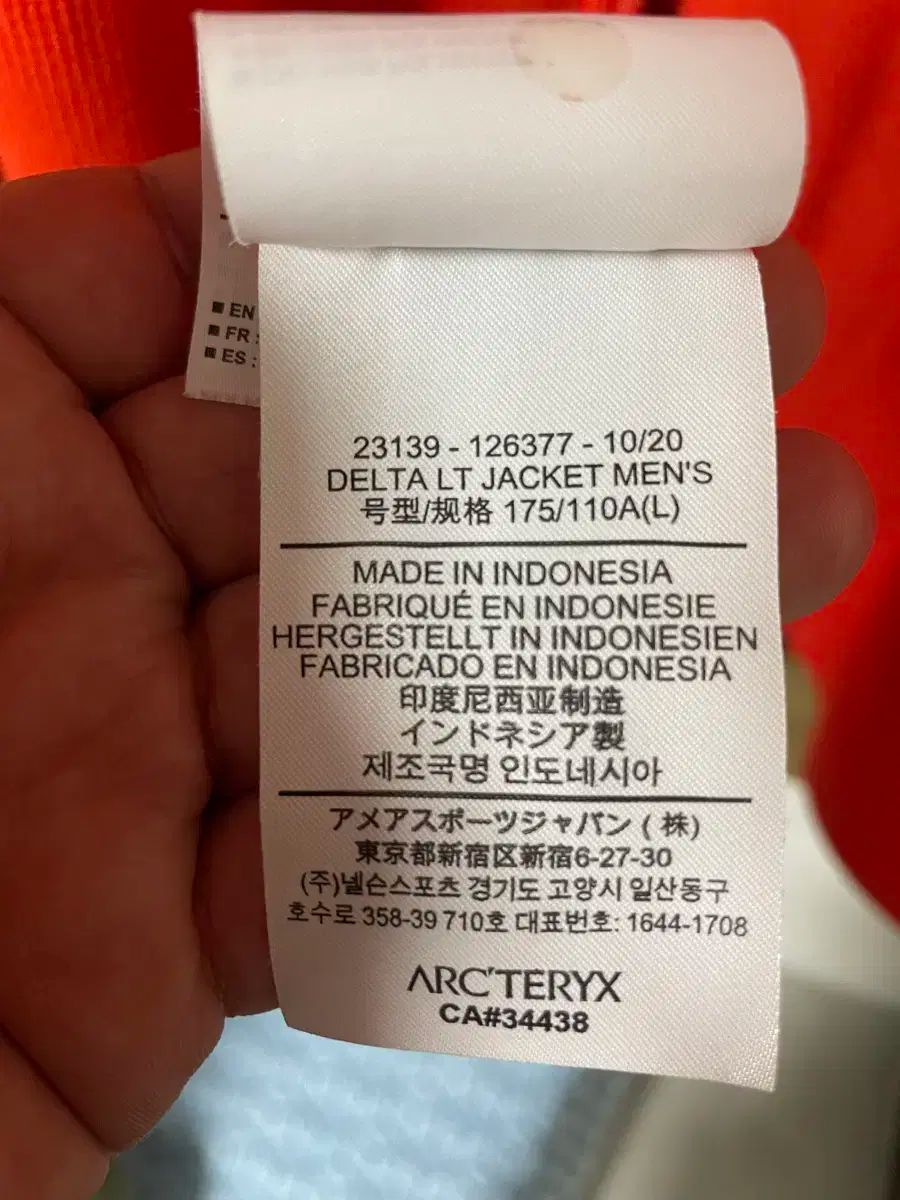 EN
FR :
ES :
23139 - 126377 - 10/20
DELTA LT JACKET MEN'S
号型/规格 175/110A(L)
MADE IN INDONESIA
FABRIQUÉ EN INDONESIE
HERGESTELLT IN INDONESIEN
FABRICADO EN INDONESIA
印度尼西亚制造
インドネシア製
제조국명 인도네시아
アメアスポーツジャパン ( 株)
東京都新宿区新宿6-27-30
(주)넬슨스포츠 경기도 고양시 일산동구
호수로 358-39 710호 대표번호: 1644-1708
ARC'TERYX
CA#34438